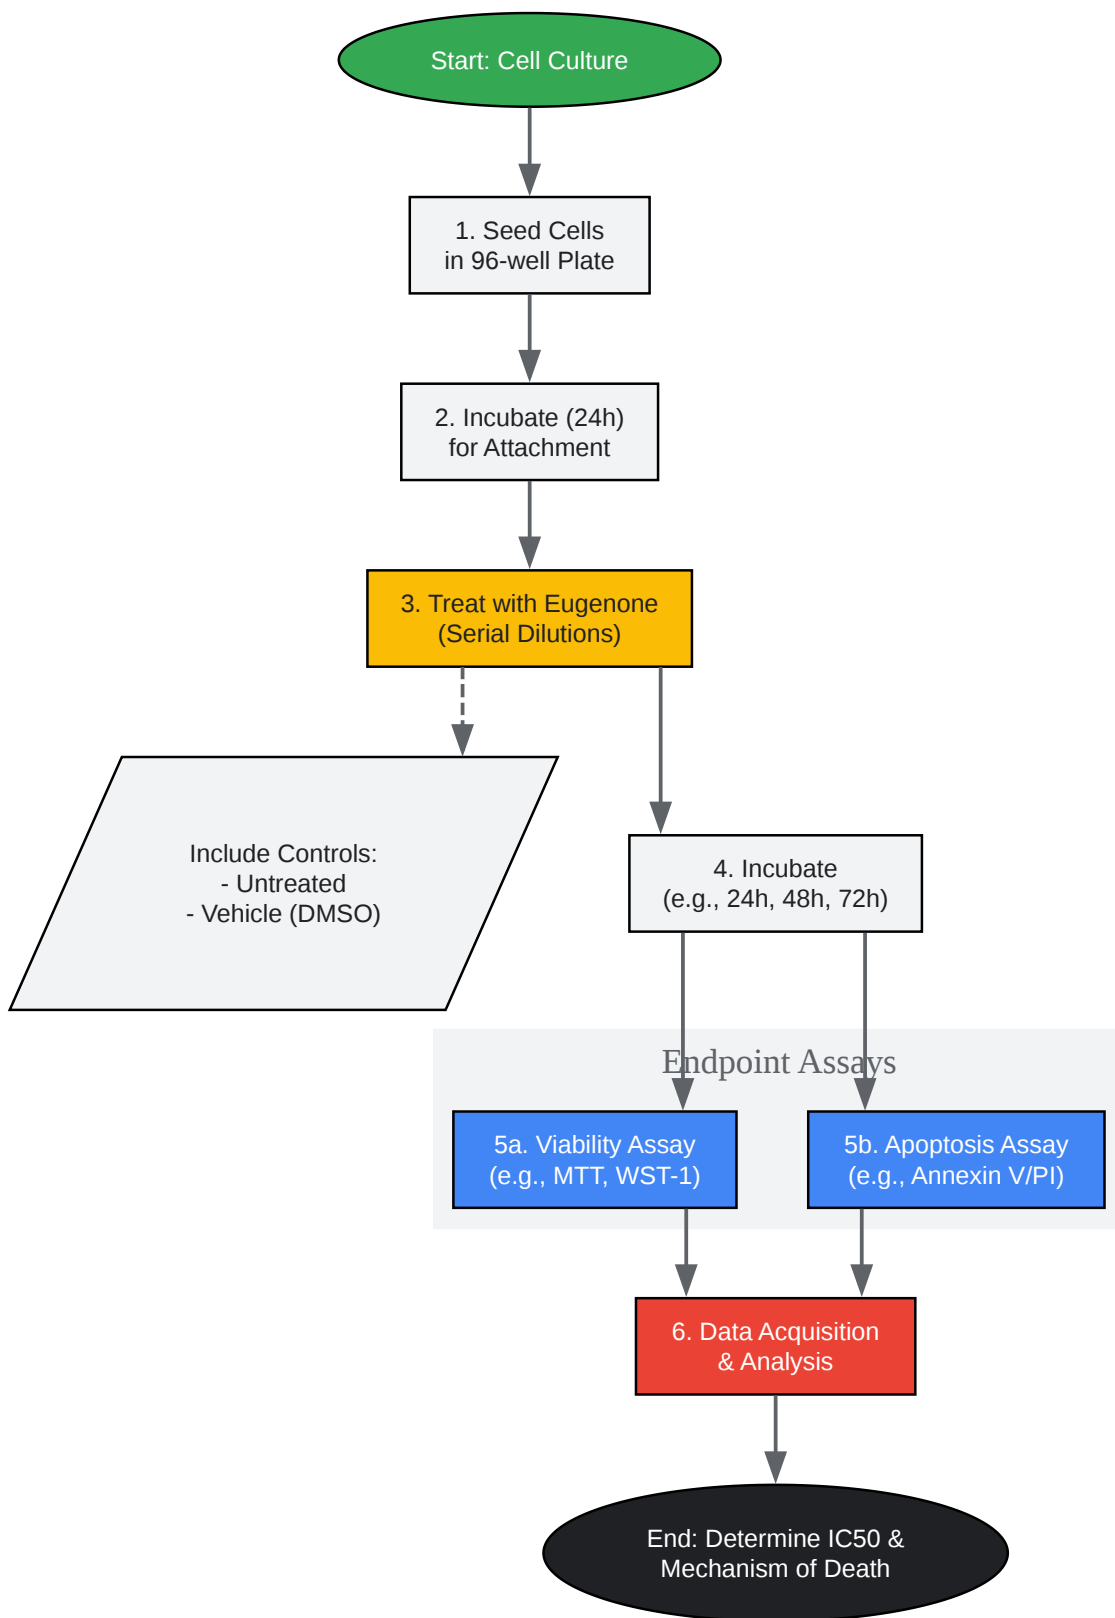 Start: Cell Culture
1. Seed Cells
in 96-well Plate
2. Incubate (24h)
for Attachment
3. Treat with Eugenone
(Serial Dilutions)
Include Controls:
- Untreated
- Vehicle (DMSO)
4. Incubate
(e.g., 24h, 48h, 72h)
Endpoint Assays
5a. Viability Assay
(e.g., MTT, WST-1)
5b. Apoptosis Assay
(e.g., Annexin V/PI)
6. Data Acquisition
& Analysis
End: Determine IC50 &
Mechanism of Death